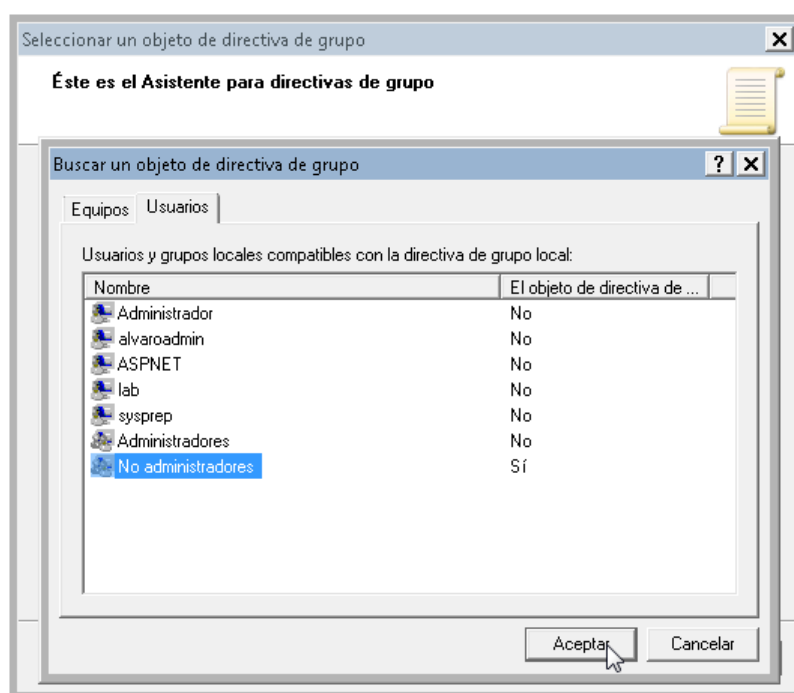 Seleccionar un objeto de directiva de grupo
Éste es el Asistente para directivas de grupo
Buscar un objeto de directiva de grupo
Equipos Usuarios
Usuarios y grupos locales compatibles con la directiva de grupo local:
Nombre El objeto de directiva de ...
Administrador No
alvaroadmin No
ASPNET No
lab No
sysprep No
Administradores No
No administradores Sí
Aceptar Cancelar